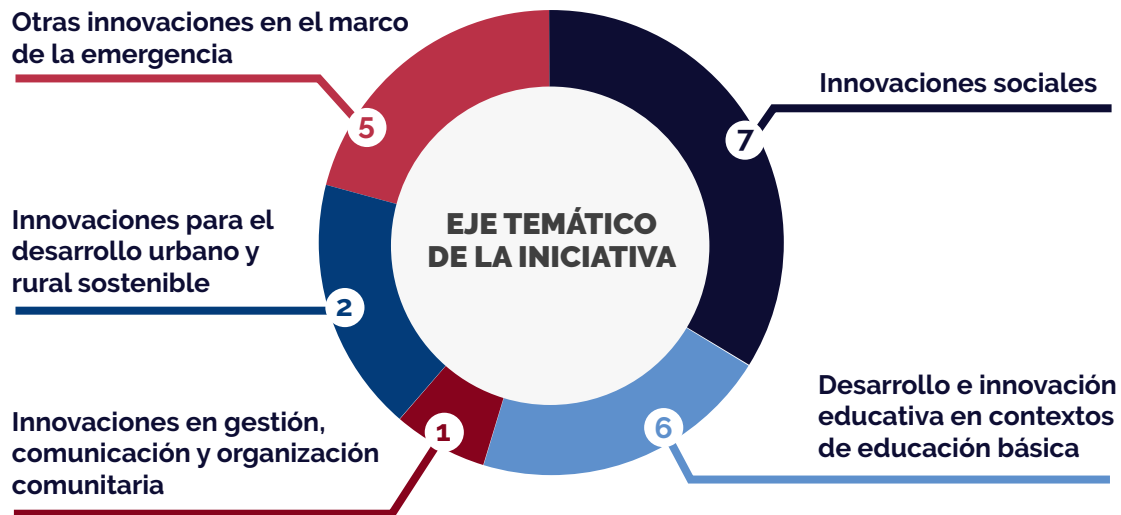 Otras innovaciones en el marco
de la emergencia
5
Innovaciones sociales
7
EJE TEMÁTICO
DE LA INICIATIVA
Innovaciones para el
desarrollo urbano y
rural sostenible
2
Innovaciones en gestión,
comunicación y organización
comunitaria
1
Desarrollo e innovación
educativa en contextos
de educación básica
6